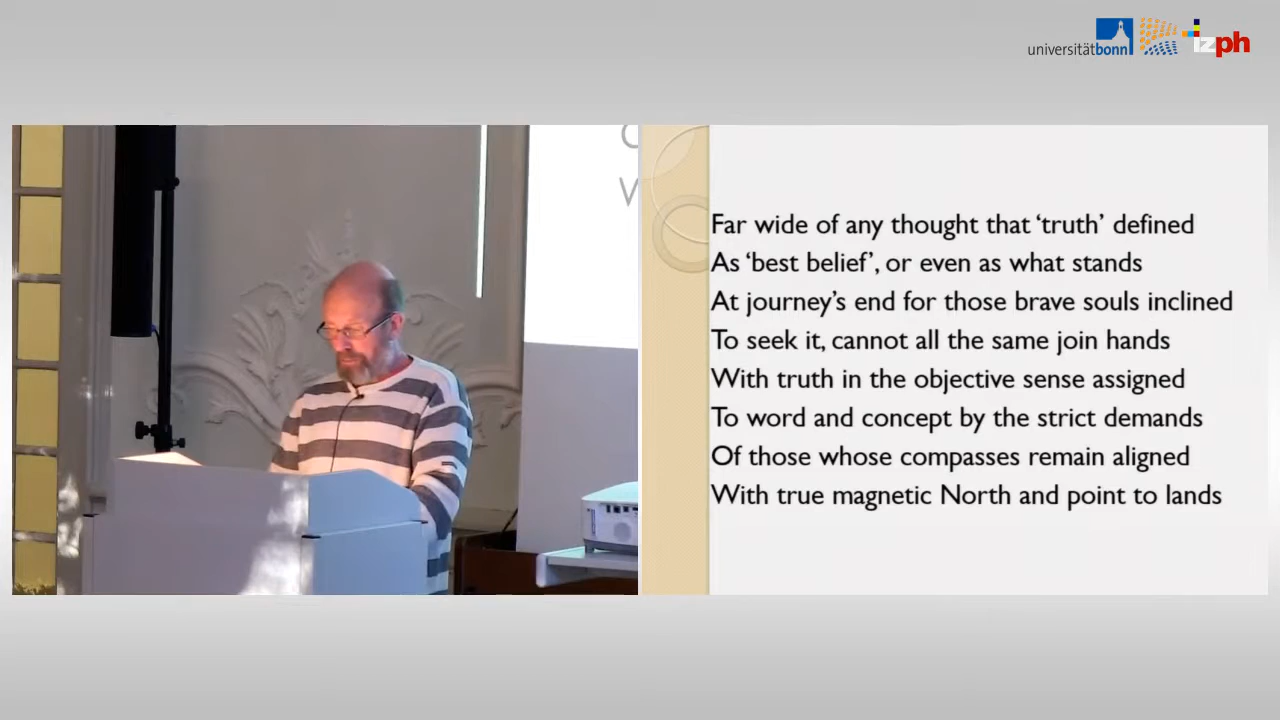 universitätbonn
izph
Far wide of any thought that ‘truth’ defined
As ‘best belief’, or even as what stands
At journey’s end for those brave souls inclined
To seek it, cannot all the same join hands
With truth in the objective sense assigned
To word and concept by the strict demands
Of those whose compasses remain aligned
With true magnetic North and point to lands